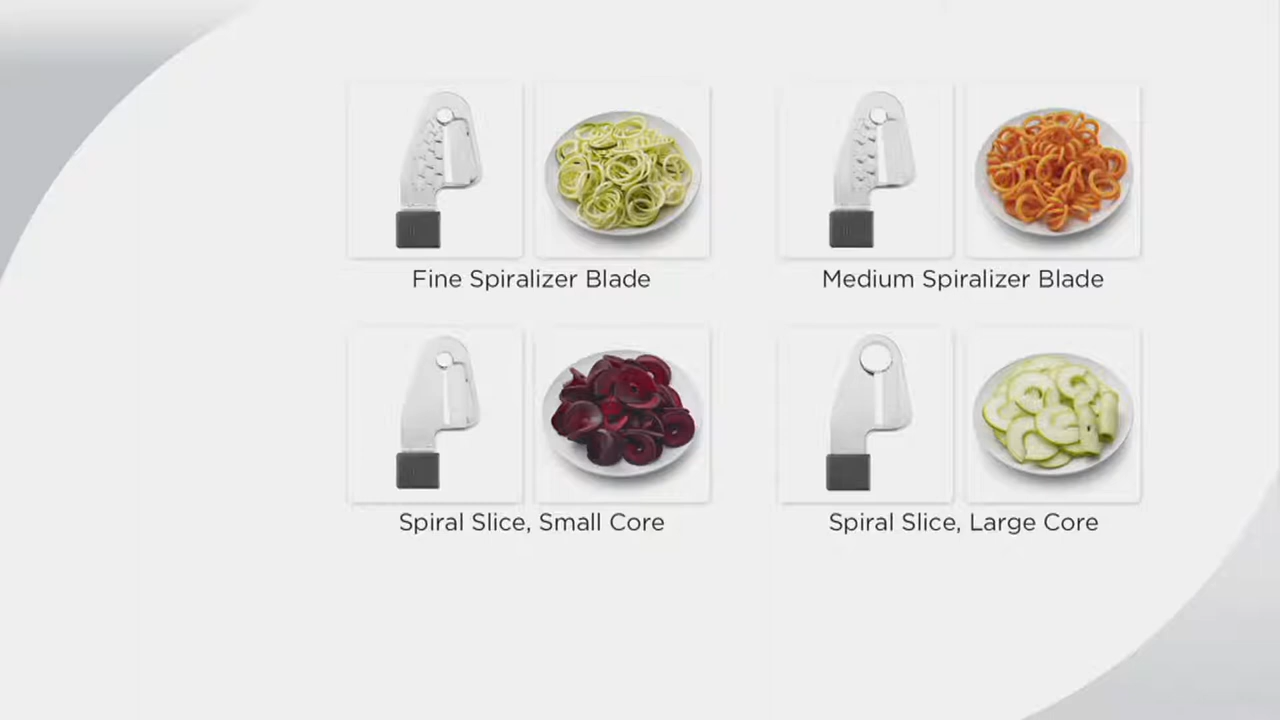 Fine Spiralizer Blade
Medium Spiralizer Blade
Spiral Slice, Small Core
Spiral Slice, Large Core